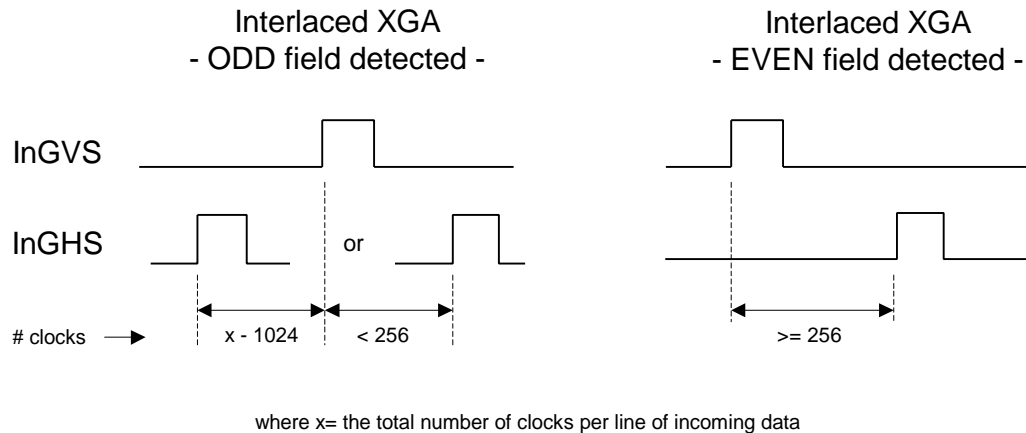 Interlaced XGA
- ODD field detected -
Interlaced XGA
- EVEN field detected -
InGVS
InGHS
or
# clocks
x - 1024
< 256
>= 256
where x= the total number of clocks per line of incoming data